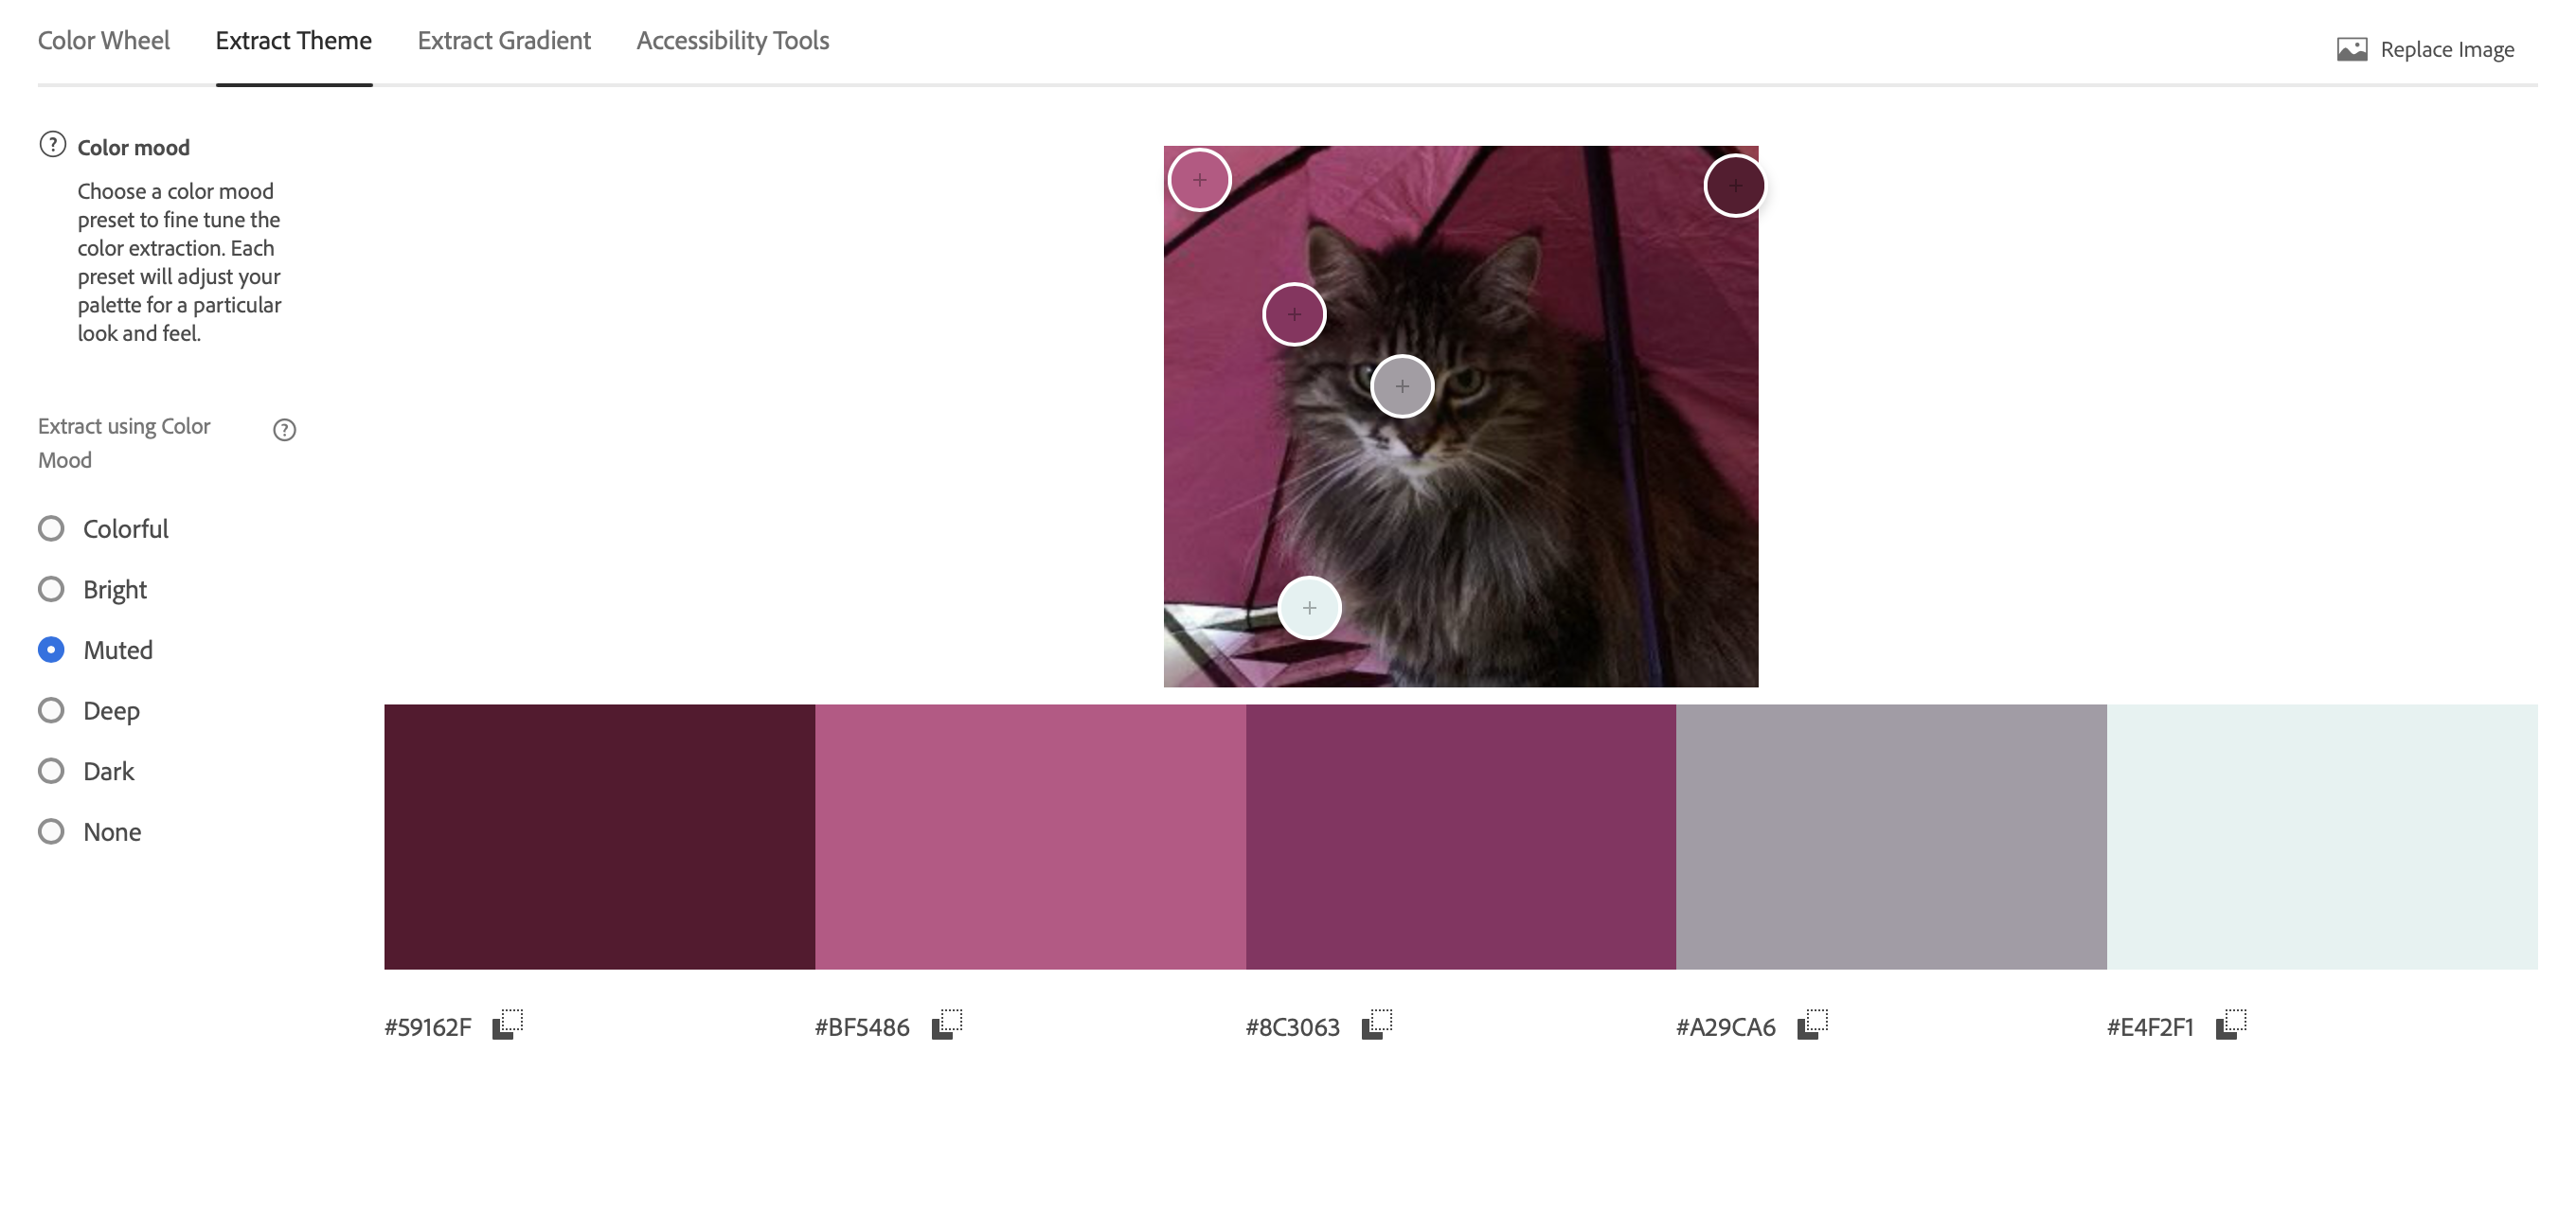 Color Wheel Extract Theme Extract Gradient Accessibility Tools
Replace Image
Color mood
Choose a color mood
preset to fine tune the
color extraction. Each
preset will adjust your
palette for a particular
look and feel.
Extract using Color
Mood
Colorful
Bright
Muted
Deep
Dark
None
#59162F #BF5486 #8C3063 #A29CA6 #E4F2F1